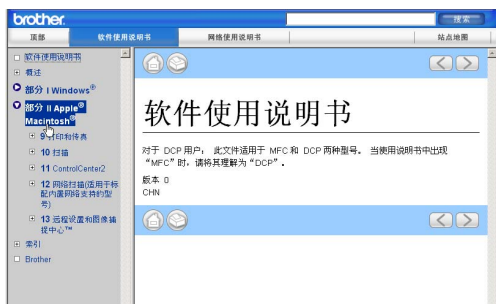 brother
搜索
顶部
软件使用说明书
网络使用说明书
站点地图
软件使用说明书
概述
部分 I Windows®
部分 II Apple®
Macintosh®
9 打印和传真
10 扫描
11 ControlCenter2
12 网络扫描(适用于标
配内置网络支持的型
号)
13 远程设置和图像捕
捉中心™
索引
Brother
软件使用说明书
对于 DCP 用户， 此文件适用于 MFC 和 DCP 两种型号。 当使用说明书中出现
“MFC” 时，请将其理解为“DCP”。
版本 0
CHN